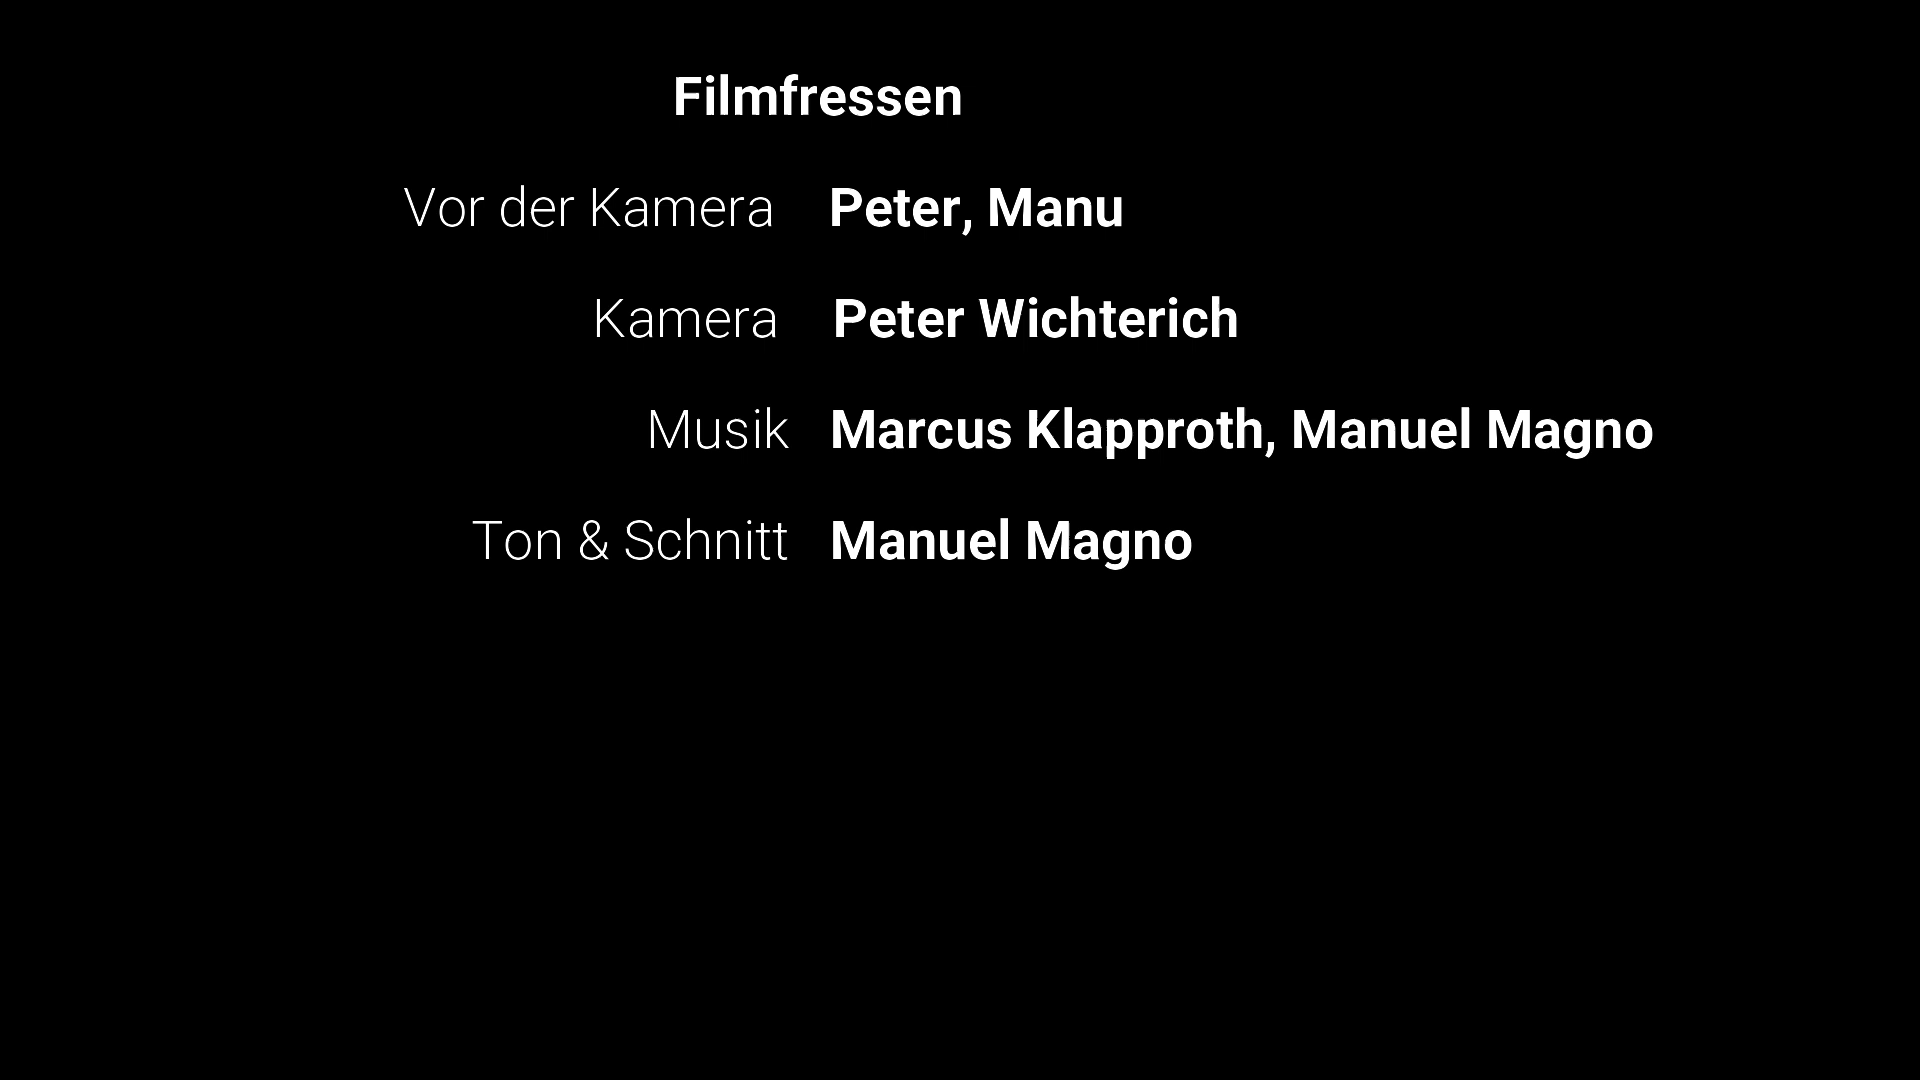 Filmfressen
Vor der Kamera Peter, Manu
Kamera Peter Wichterich
Musik Marcus Klapproth, Manuel Magno
Ton & Schnitt Manuel Magno